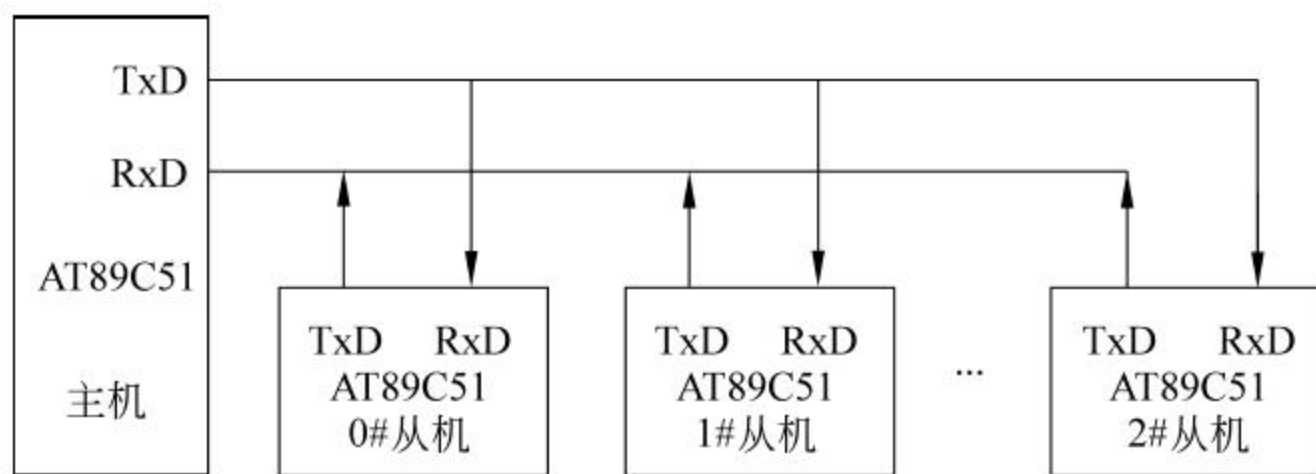 TxD
RxD
AT89C51
主机
TxD RxD
AT89C51
0#从机
TxD RxD
AT89C51
1#从机
...
TxD RxD
AT89C51
2#从机